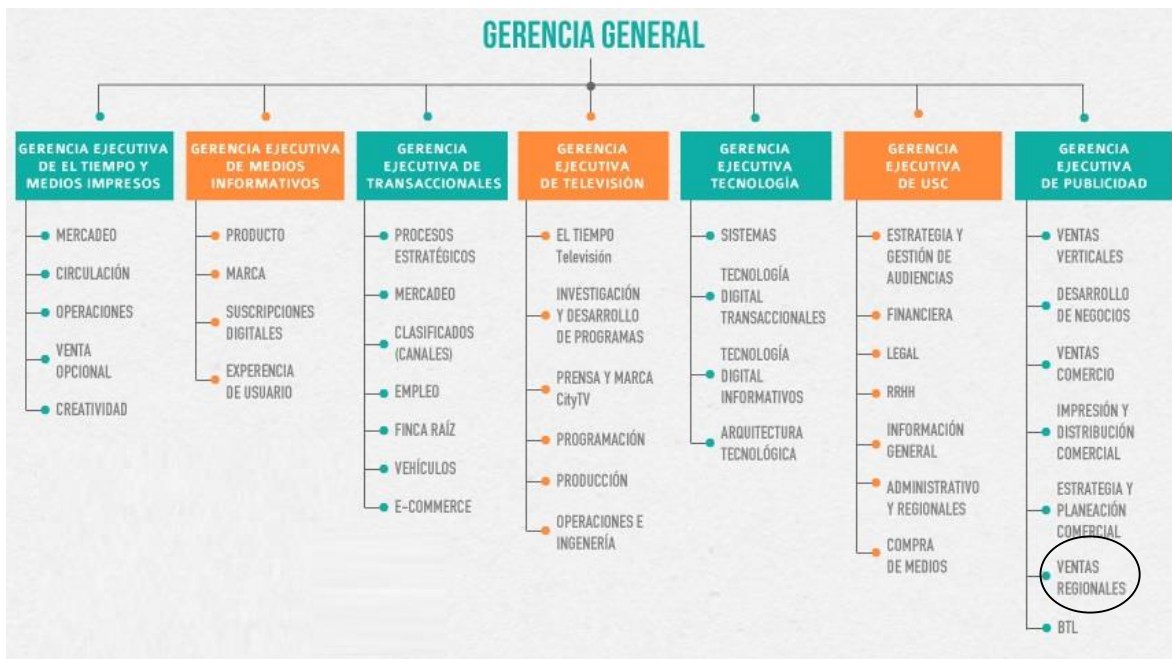 GERENCIA GENERAL
GERENCIA EJECUTIVA
DE EL TIEMPO Y
MEDIOS IMPRESOS
MERCADEO
CIRCULACIÓN
OPERACIONES
VENTA
OPCIONAL
CREATIVIDAD
GERENCIA EJECUTIVA
DE MEDIOS
INFORMATIVOS
PRODUCTO
MARCA
SUSCRIPCIONES
DIGITALES
EXPERENCIA
DE USUARIO
GERENCIA
EJECUTIVA DE
TRANSACCIONALES
PROCESOS
ESTRATÉGICOS
MERCADEO
CLASIFICADOS
(CANALES)
EMPLEO
FINCA RAÍZ
VEHÍCULOS
E-COMMERCE
GERENCIA
EJECUTIVA
DE TELEVISIÓN
EL TIEMPO
Televisión
INVESTIGACIÓN
Y DESARROLLO
DE PROGRAMAS
PRENSA Y MARCA
CityTV
PROGRAMACIÓN
PRODUCCIÓN
OPERACIONES E
INGENERÍA
GERENCIA
EJECUTIVA
TECNOLOGÍA
SISTEMAS
TECNOLOGÍA
DIGITAL
TRANSACCIONALES
TECNOLOGÍA
DIGITAL
INFORMATIVOS
ARQUITECTURA
TECNOLÓGICA
GERENCIA
EJECUTIVA
DE USC
ESTRATEGIA Y
GESTIÓN DE
AUDIENCIAS
FINANCIERA
LEGAL
RRHH
INFORMACIÓN
GENERAL
ADMINISTRATIVO
Y REGIONALES
COMPRA
DE MEDIOS
GERENCIA
EJECUTIVA
DE PUBLICIDAD
VENTAS
VERTICALES
DESARROLLO
DE NEGOCIOS
VENTAS
COMERCIO
IMPRESIÓN Y
DISTRIBUCIÓN
COMERCIAL
ESTRATEGIA Y
PLANEACIÓN
COMERCIAL
VENTAS
REGIONALES
BTL